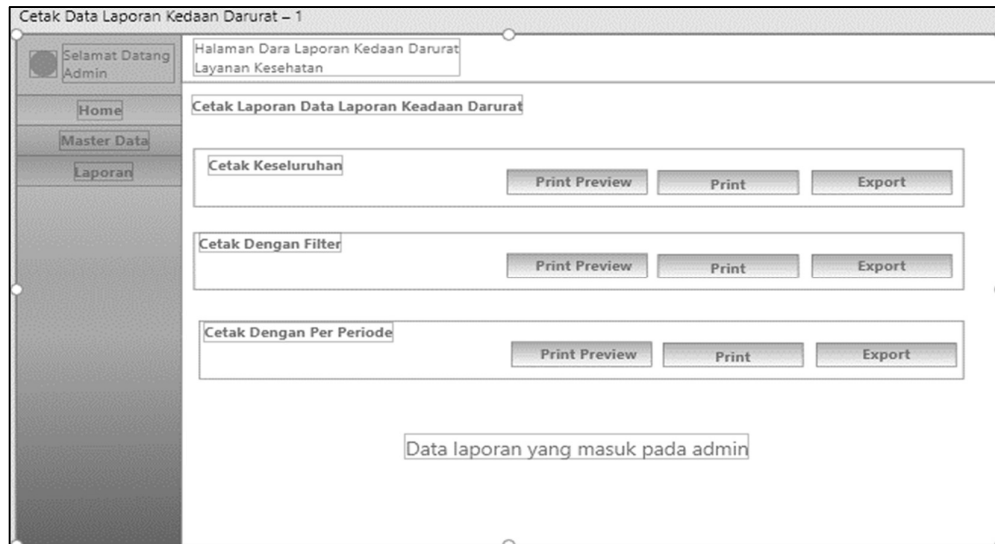 Cetak Data Laporan Kedaan Darurat – 1
Selamat Datang
Admin
Home
Master Data
Laporan
Halaman Dara Laporan Kedaan Darurat
Layanan Kesehatan
Cetak Laporan Data Laporan Keadaan Darurat
Cetak Keseluruhan
Print Preview Print Export
Cetak Dengan Filter
Print Preview Print Export
Cetak Dengan Per Periode
Print Preview Print Export
Data laporan yang masuk pada admin